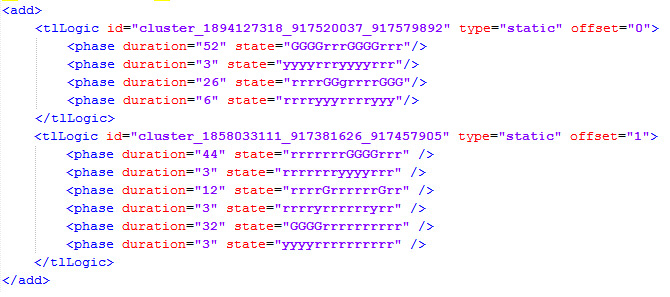 <add>
<tlLogic id="cluster_1894127318_917520037_917579892" type="static" offset="0">
<phase duration="52" state="GGGGrrrGGGGrrr"/>
<phase duration="3" state="yyyyrrryyyyrrr"/>
<phase duration="26" state="rrrrGGgrrrrGGG"/>
<phase duration="6" state="rrrryyyrrrryyy"/>
</tlLogic>
<tlLogic id="cluster_1858033111_917381626_917457905" type="static" offset="1">
<phase duration="44" state="rrrrrrrGGGGrrr" />
<phase duration="3" state="rrrrrrryyyyrrr" />
<phase duration="12" state="rrrrGrrrrrrGrr" />
<phase duration="3" state="rrrryrrrrrryrr" />
<phase duration="32" state="GGGGrrrrrrrrrr" />
<phase duration="3" state="yyyyrrrrrrrrrr" />
</tlLogic>
</add>